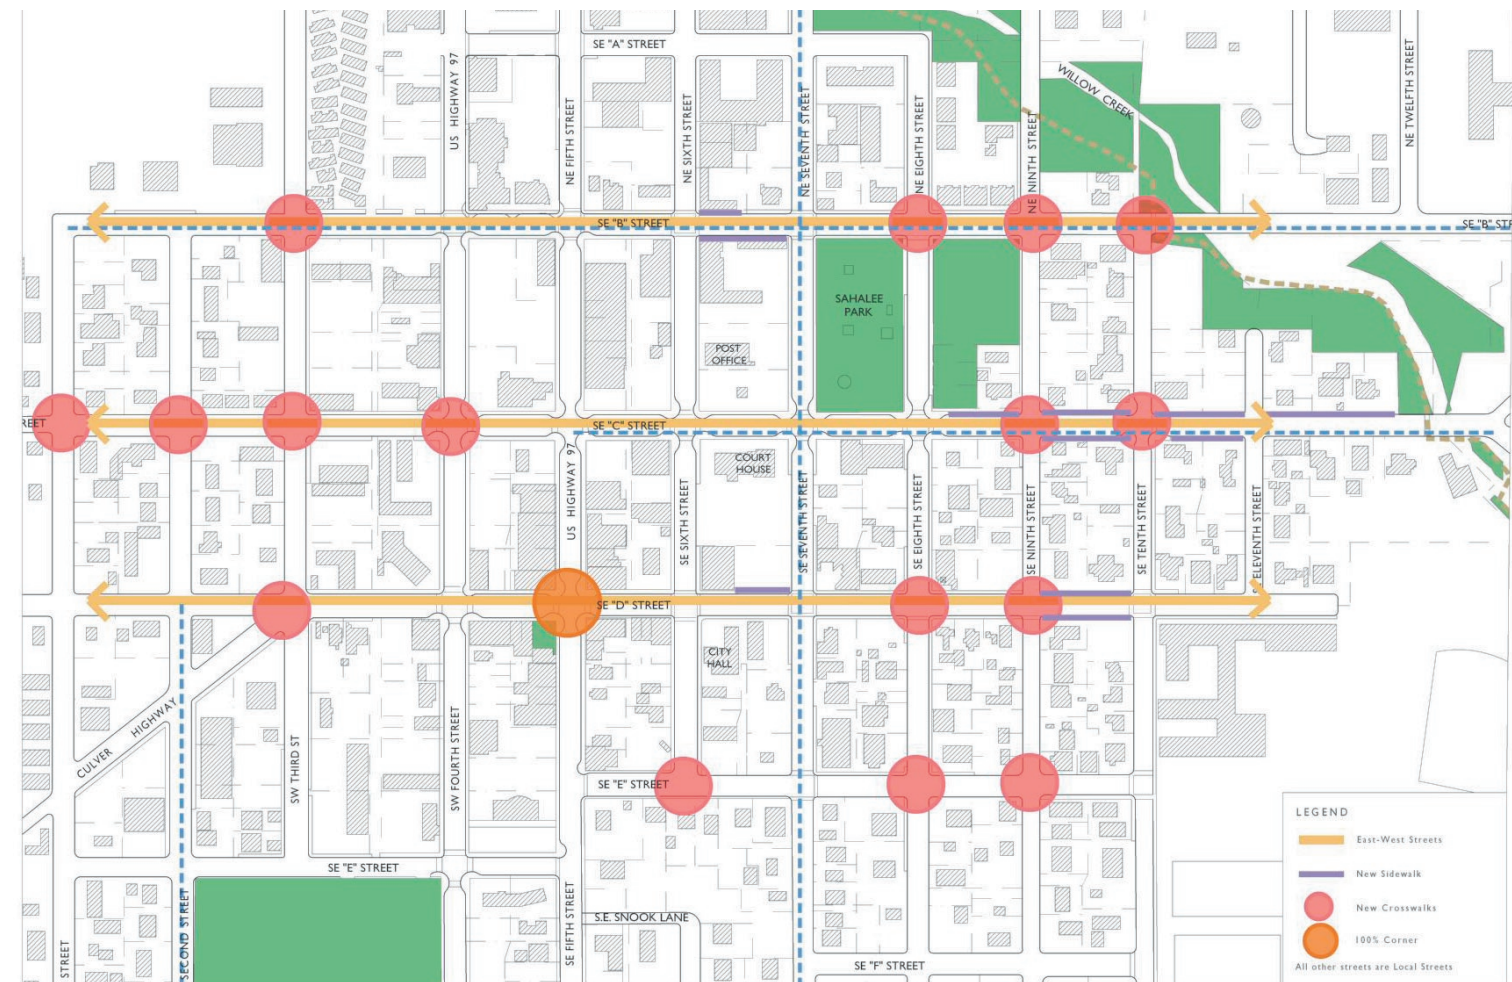 SE "A" STREET
US HIGHWAY 97
NE FIFTH STREET
NE SIXTH STREET
NE SEVENTH STREET
NE EIGHTH STREET
NE NINTH STREET
WILLOW CREEK
NE TWELFTH STREET
SE "B" STREET
SE "B" STR
SAHALEE
PARK
POST
OFFICE
REET
SE "C" STREET
COURT
HOUSE
US HIGHWAY 97
SE SIXTH STREET
SE SEVENTH STREET
SE EIGHTH STREET
SE NINTH STREET
SE TENTH STREET
ELEVENTH STREET
SE "D" STREET
CITY
HALL
CULVER HIGHWAY
SW THIRD ST
SW FOURTH STREET
SE "E" STREET
SE "E" STREET
SECOND STREET
STREET
SE FIFTH STREET
S.E. SNOOK LANE
SE "F" STREET
LEGEND
East-West Streets
New Sidewalk
New Crosswalks
100% Corner
All other streets are Local Streets